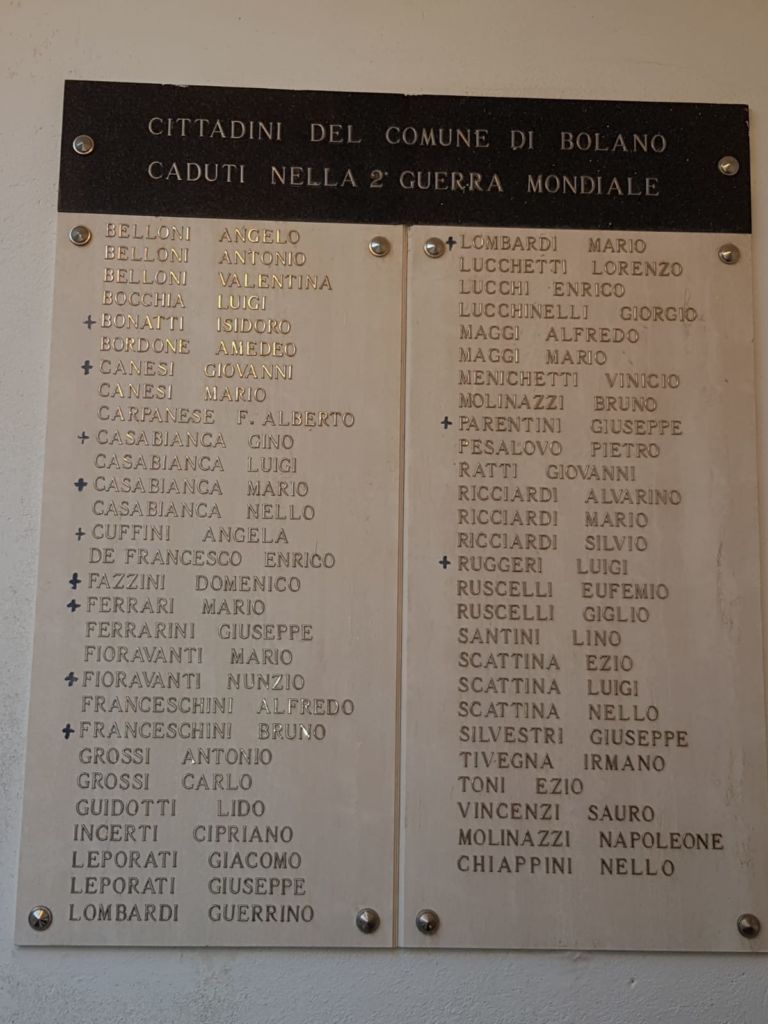 CITTADINI DEL COMUNE DI BOLANO
CADUTI NELLA 2ª GUERRA MONDIALE
BELLONI ANGELO
BELLONI ANTONIO
BELLONI VALENTINA
BOCCHIA LUIGI
+ BONATTI ISIDORO
BORDONE AMEDEO
+ CANESI GIOVANNI
CANESI MARIO
CARPANESE F. ALBERTO
+ CASABIANCA GINO
CASABIANCA LUIGI
+ CASABIANCA MARIO
CASABIANCA NELLO
+ CUFFINI ANGELA
DE FRANCESCO ENRICO
+ FAZZINI DOMENICO
+ FERRARI MARIO
FERRARINI GIUSEPPE
FIORAVANTI MARIO
+ FIORAVANTI NUNZIO
FRANCESCHINI ALFREDO
+ FRANCESCHINI BRUNO
GROSSI ANTONIO
GROSSI CARLO
GUIDOTTI LIDO
INCERTI CIPRIANO
LEPORATI GIACOMO
LEPORATI GIUSEPPE
LOMBARDI GUERRINO
+ LOMBARDI MARIO
LUCCHETTI LORENZO
LUCCHI ENRICO
LUCCHINELLI GIORGIO
MAGGI ALFREDO
MAGGI MARIO
MENICHETTI VINICIO
MOLINAZZI BRUNO
+ PARENTINI GIUSEPPE
PESALOVO PIETRO
RATTI GIOVANNI
RICCIARDI ALVARINO
RICCIARDI MARIO
RICCIARDI SILVIO
+ RUGGERI LUIGI
RUSCELLI EUFEMIO
RUSCELLI GIGLIO
SANTINI LINO
SCATTINA EZIO
SCATTINA LUIGI
SCATTINA NELLO
SILVESTRI GIUSEPPE
TIVEGNA IRMANO
TONI EZIO
VINCENZI SAURO
MOLINAZZI NAPOLEONE
CHIAPPINI NELLO